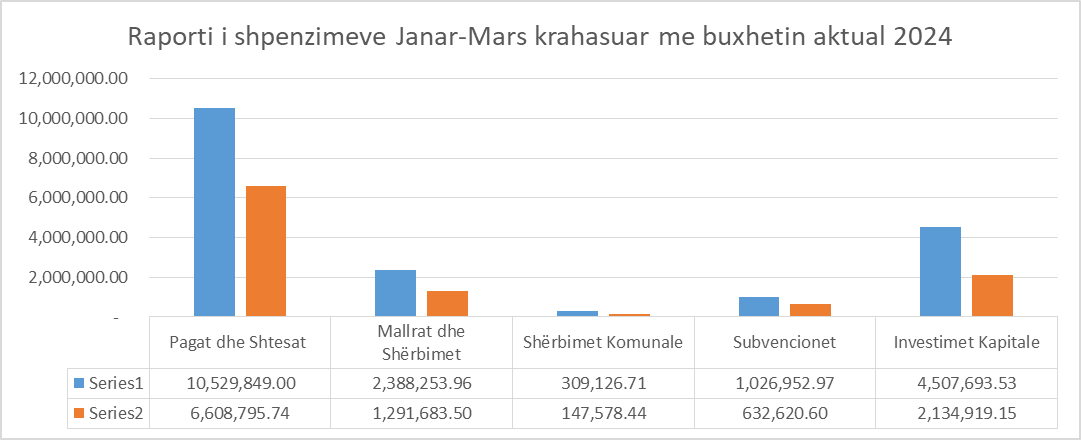 Raporti i shpenzimeve Janar-Mars krahasuar me buxhetin aktual 2024
12,000,000.00
10,000,000.00
8,000,000.00
6,000,000.00
4,000,000.00
2,000,000.00
-
Pagat dhe Shtesat
Mallrat dhe
Shërbimet
Shërbimet Komunale
Subvencionet
Investimet Kapitale
Series1 10,529,849.00 2,388,253.96 309,126.71 1,026,952.97 4,507,693.53
Series2 6,608,795.74 1,291,683.50 147,578.44 632,620.60 2,134,919.15